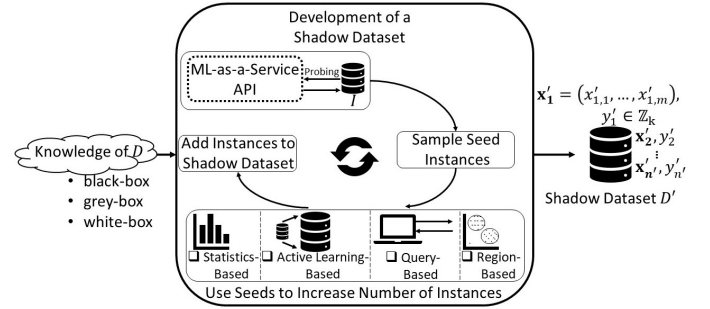 Development of a
Shadow Dataset
ML-as-a-Service
API
Probing
I
Knowledge of D
• black-box
• grey-box
• white-box
Add Instances to
Shadow Dataset
Sample Seed
Instances
❑ Statistics-
Based
❑ Active Learning-
Based
❑ Query-
Based
❑ Region-
Based
Use Seeds to Increase Number of Instances
x′₁ = (x′₁,₁, ..., x′₁,ₘ),
y′₁ ∈ ℤₖ
x′₂, y′₂
⋮
x′ₙ′, y′ₙ′
Shadow Dataset D′